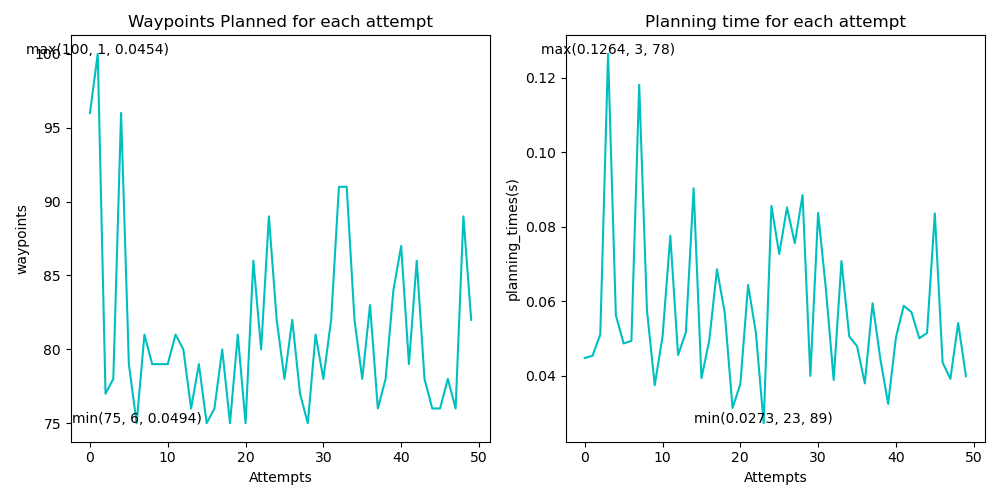 Waypoints Planned for each attempt
max(100, 1, 0.0454)
100
95
90
85
80
75
waypoints
min(75, 6, 0.0494)
0 10 20 30 40 50
Attempts
Planning time for each attempt
max(0.1264, 3, 78)
0.12
0.10
0.08
0.06
0.04
planning_times(s)
min(0.0273, 23, 89)
0 10 20 30 40 50
Attempts